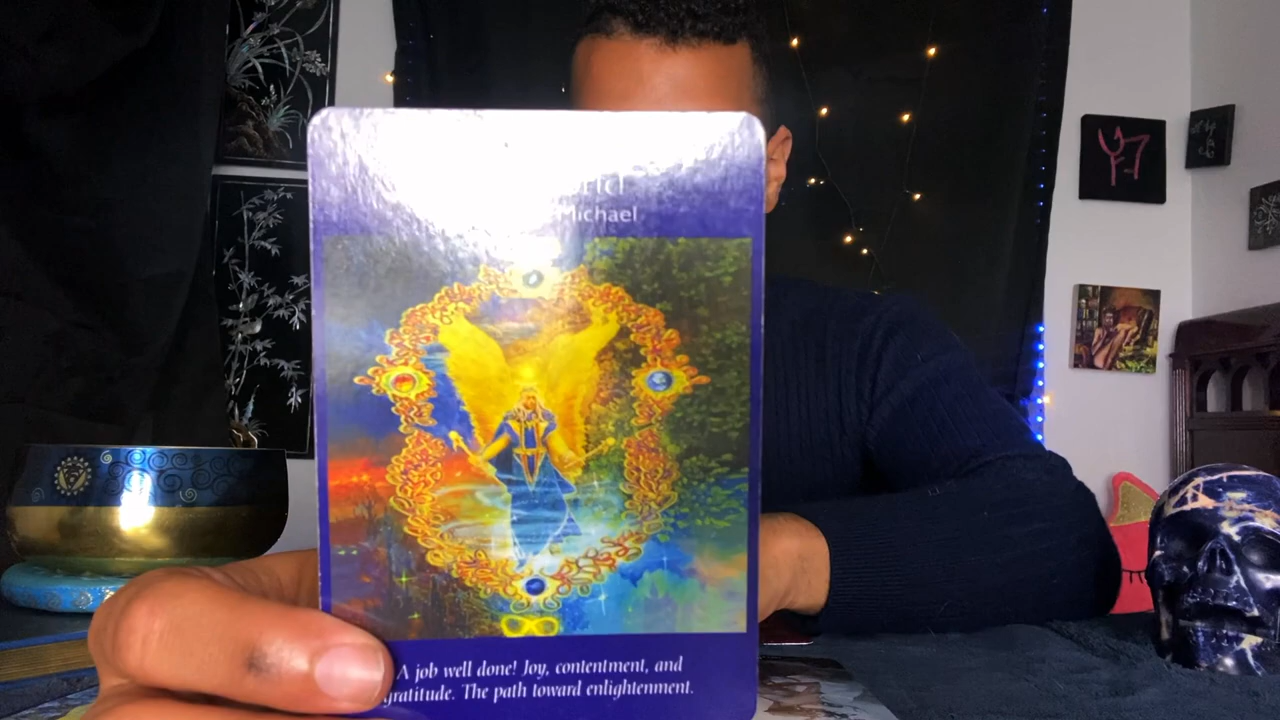 Michael
A job well done! Joy, contentment, and
gratitude. The path toward enlightenment.